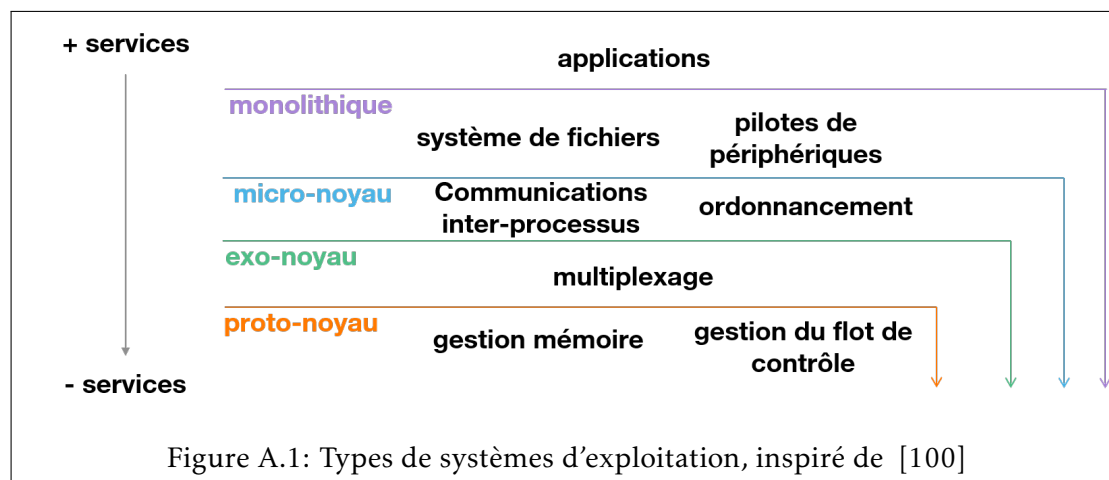 + services
applications
monolithique
système de fichiers
pilotes de
périphériques
micro-noyau
Communications
inter-processus
ordonnancement
exo-noyau
multiplexage
proto-noyau
gestion mémoire
gestion du flot de
contrôle
- services
Figure A.1: Types de systèmes d'exploitation, inspiré de [100]